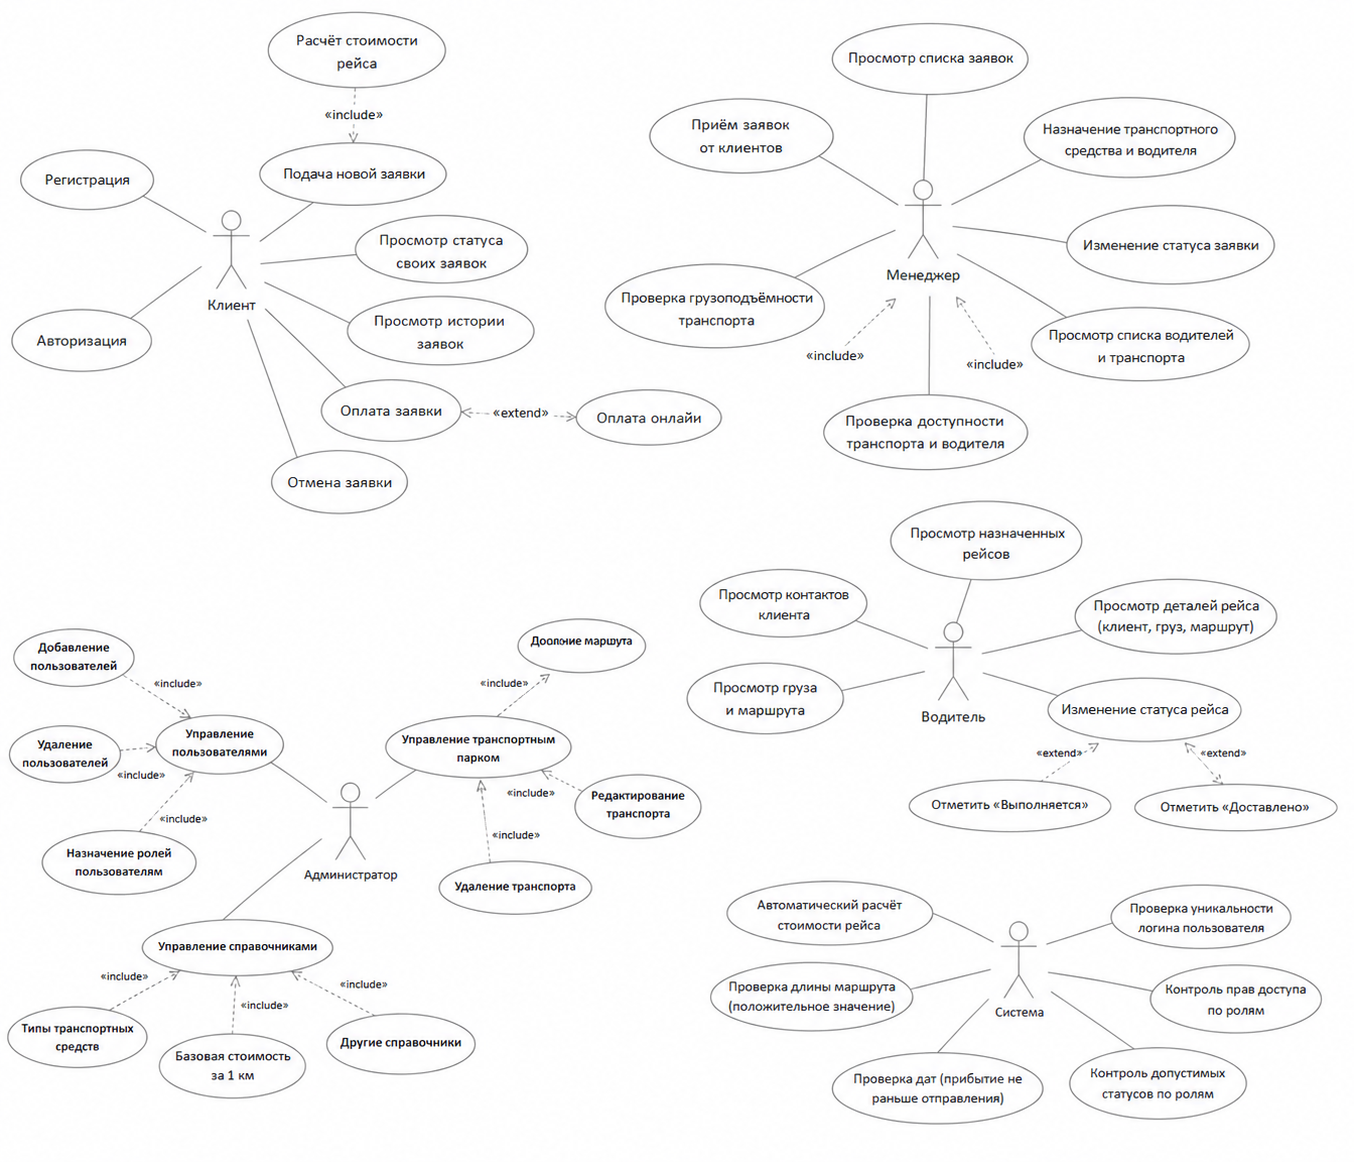 Расчёт стоимости
рейса
«include»
Подача новой заявки
Регистрация
Просмотр статуса
своих заявок
Клиент
Просмотр истории
заявок
Авторизация
Оплата заявки
«extend»
Оплата онлайи
Отмена заявки
Просмотр списка заявок
Приём заявок
от клиентов
Назначение транспортного
средства и водителя
Изменение статуса заявки
Менеджер
Проверка грузоподъёмности
транспорта
Просмотр списка водителей
и транспорта
«include»
«include»
Проверка доступности
транспорта и водителя
Просмотр назначенных
рейсов
Просмотр контактов
клиента
Просмотр деталей рейса
(клиент, груз, маршрут)
Просмотр груза
и маршрута
Водитель
Изменение статуса рейса
«extend»
«extend»
Отметить «Выполняется»
Отметить «Доставлено»
Добавление
пользователей
«include»
Управление
пользователями
Удаление
пользователей
«include»
«include»
Назначение ролей
пользователям
Доопкие маршрута
«include»
Управление транспортным
парком
«include»
Редактирование
транспорта
«include»
Удаление транспорта
Администратор
Управление справочниками
«include»
«include»
«include»
Типы транспортных
средств
Базовая стоимость
за 1 км
Другие справочники
Автоматический расчёт
стоимости рейса
Проверка уникальности
логина пользователя
Проверка длины маршрута
(положительное значение)
Контроль прав доступа
по ролям
Система
Проверка дат (прибытие не
раньше отправления)
Контроль допустимых
статусов по ролям